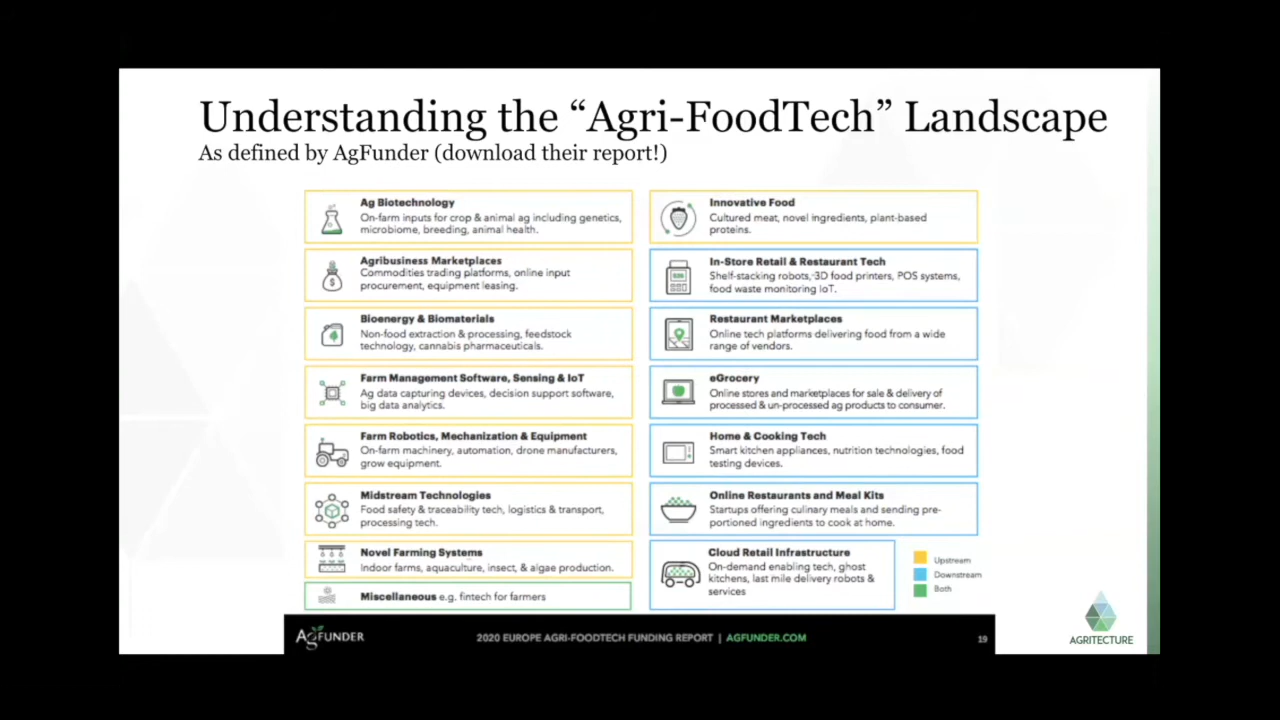 Understanding the “Agri-FoodTech” Landscape
As defined by AgFunder (download their report!)
Ag Biotechnology
On-farm inputs for crop & animal ag including genetics,
microbiome, breeding, animal health.
Agribusiness Marketplaces
Commodities trading platforms, online input
procurement, equipment leasing.
Bioenergy & Biomaterials
Non-food extraction & processing, feedstock
technology, cannabis pharmaceuticals.
Farm Management Software, Sensing & IoT
Ag data capturing devices, decision support software,
big data analytics.
Farm Robotics, Mechanization & Equipment
On-farm machinery, automation, drone manufacturers,
grow equipment.
Midstream Technologies
Food safety & traceability tech, logistics & transport,
processing tech.
Novel Farming Systems
Indoor farms, aquaculture, insect, & algae production.
Miscellaneous e.g. fintech for farmers
Innovative Food
Cultured meat, novel ingredients, plant-based
proteins.
In-Store Retail & Restaurant Tech
Shelf-stacking robots, 3D food printers, POS systems,
food waste monitoring IoT.
Restaurant Marketplaces
Online tech platforms delivering food from a wide
range of vendors.
eGrocery
Online stores and marketplaces for sale & delivery of
processed & un-processed ag products to consumer.
Home & Cooking Tech
Smart kitchen appliances, nutrition technologies, food
testing devices.
Online Restaurants and Meal Kits
Startups offering culinary meals and sending pre-
portioned ingredients to cook at home.
Cloud Retail Infrastructure
On-demand enabling tech, ghost
kitchens, last mile delivery robots &
services
Upstream
Downstream
Both
AgFUNDER
2020 EUROPE AGRI-FOODTECH FUNDING REPORT | AGFUNDER.COM
19
AGRITECTURE